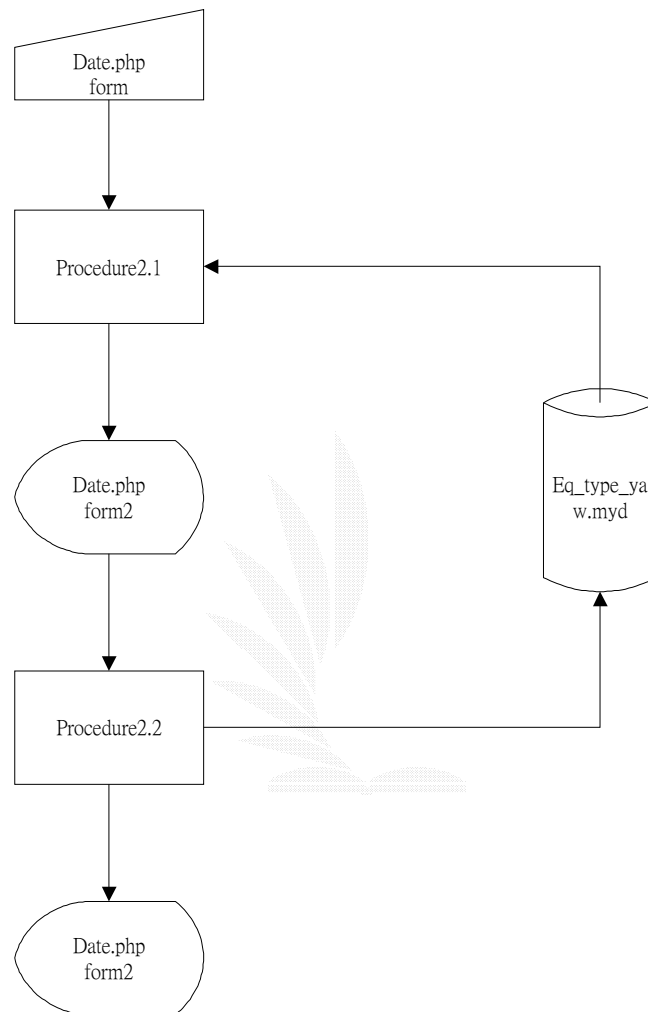 Date.php
form
Procedure2.1
Date.php
form2
Eq_type_ya
w.myd
Procedure2.2
Date.php
form2